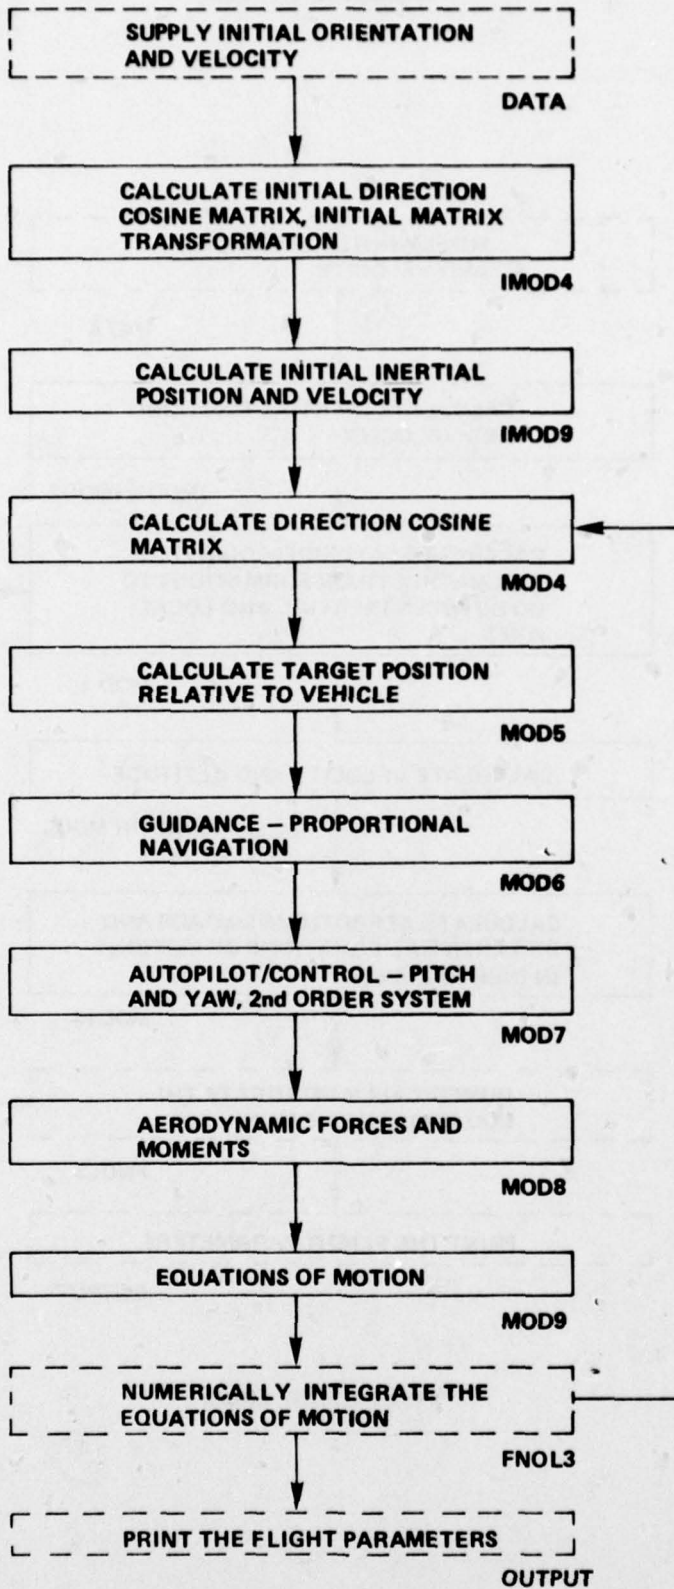 SUPPLY INITIAL ORIENTATION
AND VELOCITY
DATA
CALCULATE INITIAL DIRECTION
COSINE MATRIX, INITIAL MATRIX
TRANSFORMATION
IMOD4
CALCULATE INITIAL INERTIAL
POSITION AND VELOCITY
IMOD9
CALCULATE DIRECTION COSINE
MATRIX
MOD4
CALCULATE TARGET POSITION
RELATIVE TO VEHICLE
MOD5
GUIDANCE – PROPORTIONAL
NAVIGATION
MOD6
AUTOPILOT/CONTROL – PITCH
AND YAW, 2nd ORDER SYSTEM
MOD7
AERODYNAMIC FORCES AND
MOMENTS
MOD8
EQUATIONS OF MOTION
MOD9
NUMERICALLY INTEGRATE THE
EQUATIONS OF MOTION
FNOL3
PRINT THE FLIGHT PARAMETERS
OUTPUT